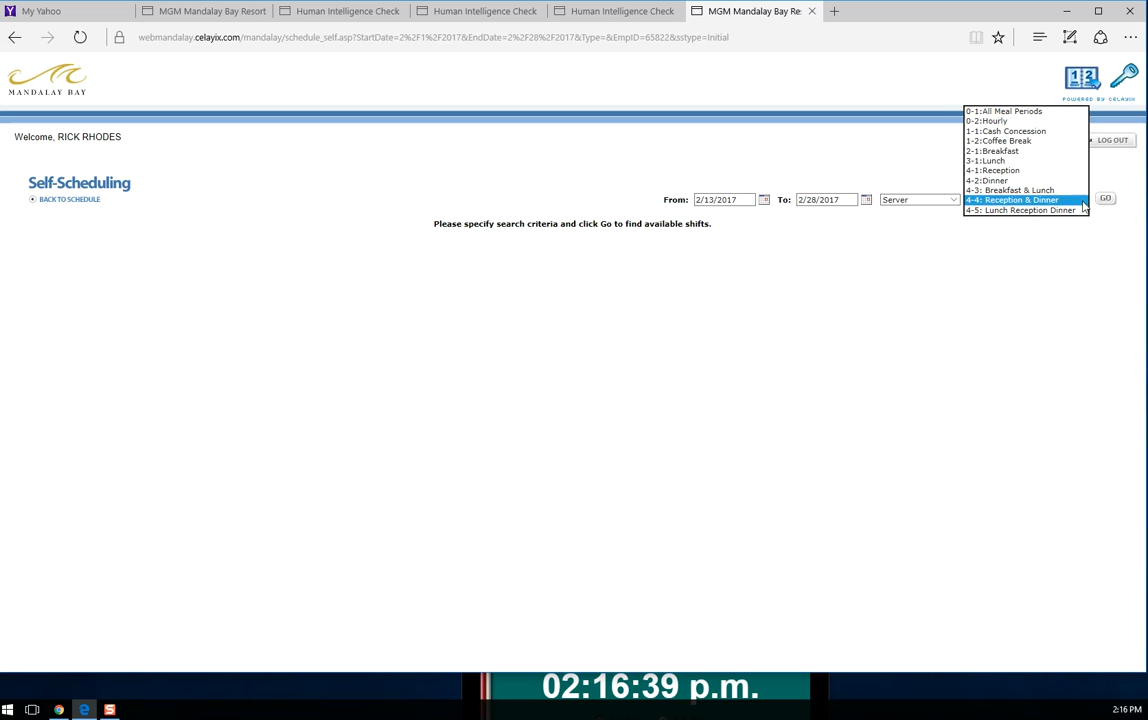 My Yahoo
MGM Mandalay Bay Resort
Human Intelligence Check
Human Intelligence Check
Human Intelligence Check
MGM Mandalay Bay Re
webmandalay.celayix.com/mandalay/schedule_self.asp?StartDate=2%2F1%2F2017&EndDate=2%2F28%2F2017&Type=&EmpID=65822&sstype=Initial
MANDALAY BAY
12
POWERED BY CELAYIX
Welcome, RICK RHODES
LOG OUT
Self-Scheduling
BACK TO SCHEDULE
From: 2/13/2017 To: 2/28/2017 Server GO
0-1:All Meal Periods
0-2:Hourly
1-1:Cash Concession
1-2:Coffee Break
2-1:Breakfast
3-1:Lunch
4-1:Reception
4-2:Dinner
4-3: Breakfast & Lunch
4-4: Reception & Dinner
4-5: Lunch Reception Dinner
Please specify search criteria and click Go to find available shifts.
02:16:39 p.m.
2:16 PM